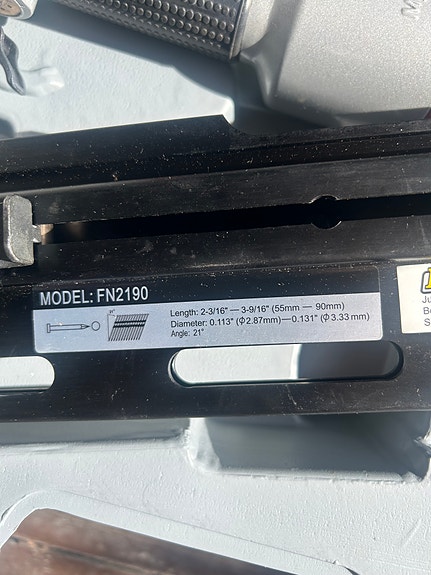 MODEL: FN2190
21°
Length: 2-3/16" — 3-9/16" (55mm — 90mm)
Diameter: 0.113" (Φ2.87mm)—0.131" (Φ3.33mm)
Angle: 21°